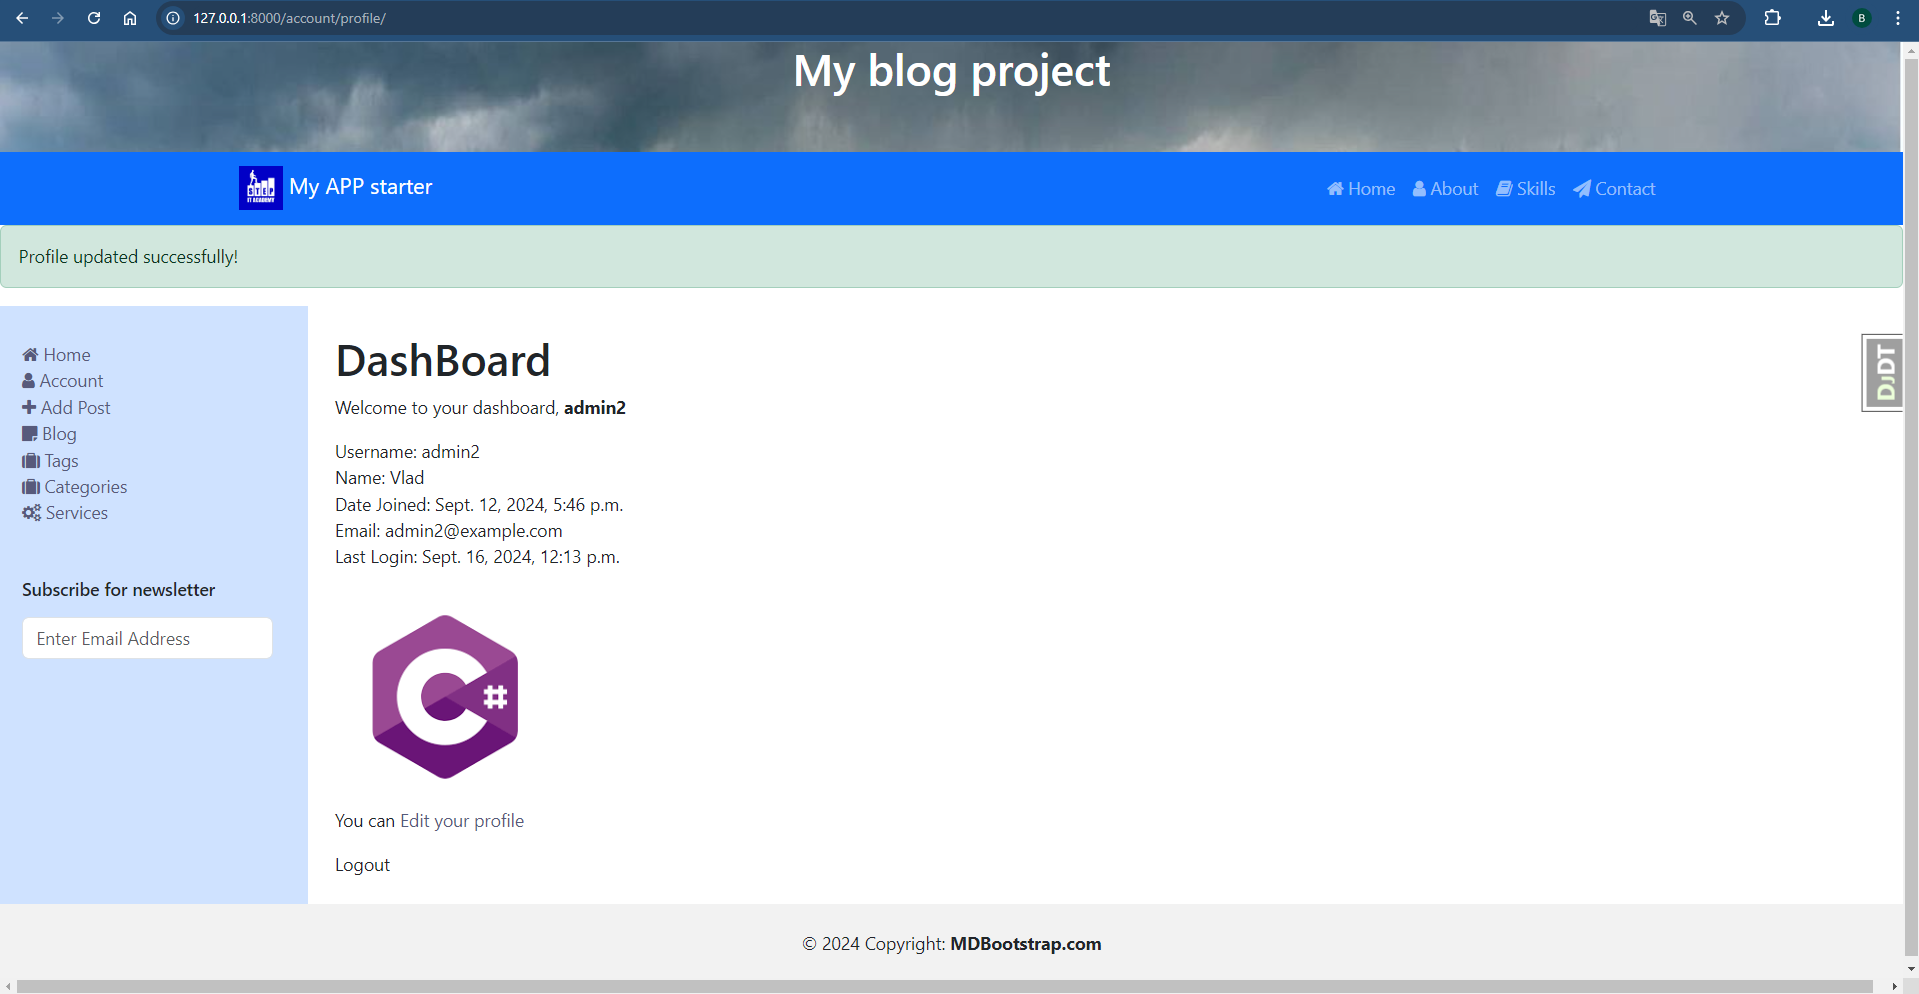 127.0.0.1:8000/account/profile/
B
My blog project
STEP
IT ACADEMY
My APP starter
Home About Skills Contact
Profile updated successfully!
Home
Account
Add Post
Blog
Tags
Categories
Services
Subscribe for newsletter
Enter Email Address
DashBoard
Welcome to your dashboard, admin2
Username: admin2
Name: Vlad
Date Joined: Sept. 12, 2024, 5:46 p.m.
Email: admin2@example.com
Last Login: Sept. 16, 2024, 12:13 p.m.
C#
You can Edit your profile
Logout
DJDT
© 2024 Copyright: MDBootstrap.com